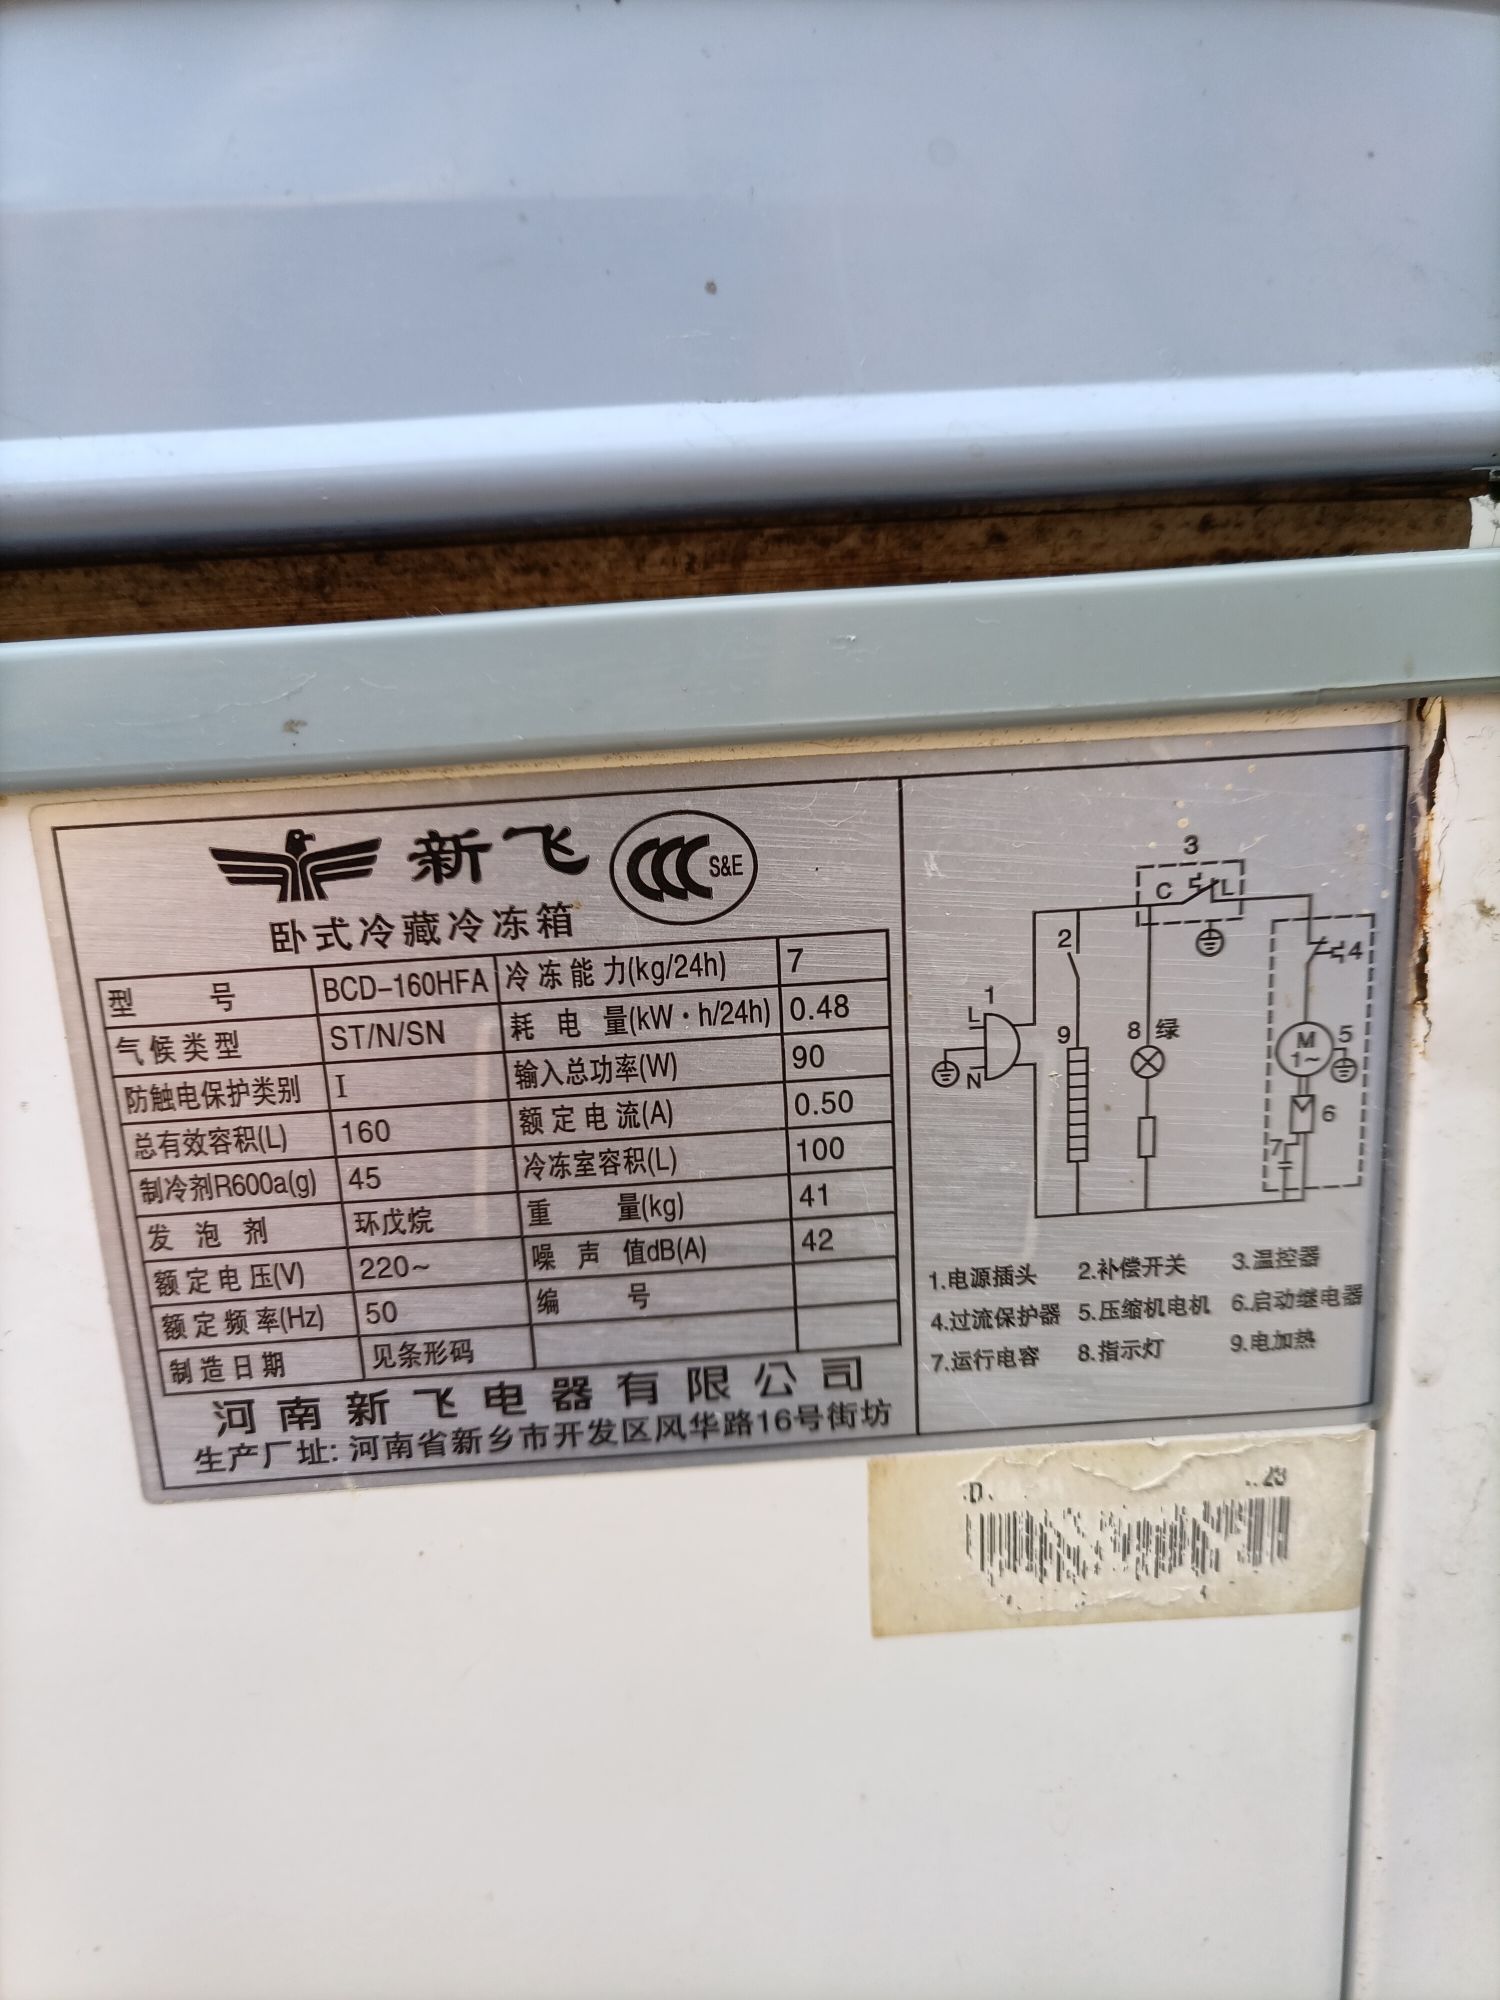 新飞
CCC S&E
卧式冷藏冷冻箱
型号 BCD-160HFA 冷冻能力(kg/24h) 7
气候类型 ST/N/SN 耗电量(kW·h/24h) 0.48
防触电保护类别 I 输入总功率(W) 90
总有效容积(L) 160 额定电流(A) 0.50
制冷剂R600a(g) 45 冷冻室容积(L) 100
发泡剂 环戊烷 重量(kg) 41
额定电压(V) 220~ 噪声值dB(A) 42
额定频率(Hz) 50 编号
制造日期 见条形码
河南新飞电器有限公司
生产厂址:河南省新乡市开发区风华路16号街坊
3
C L
2
4
1
L
9
8 绿
M
1~
5
N
6
7
1.电源插头 2.补偿开关 3.温控器
4.过流保护器 5.压缩机电机 6.启动继电器
7.运行电容 8.指示灯 9.电加热